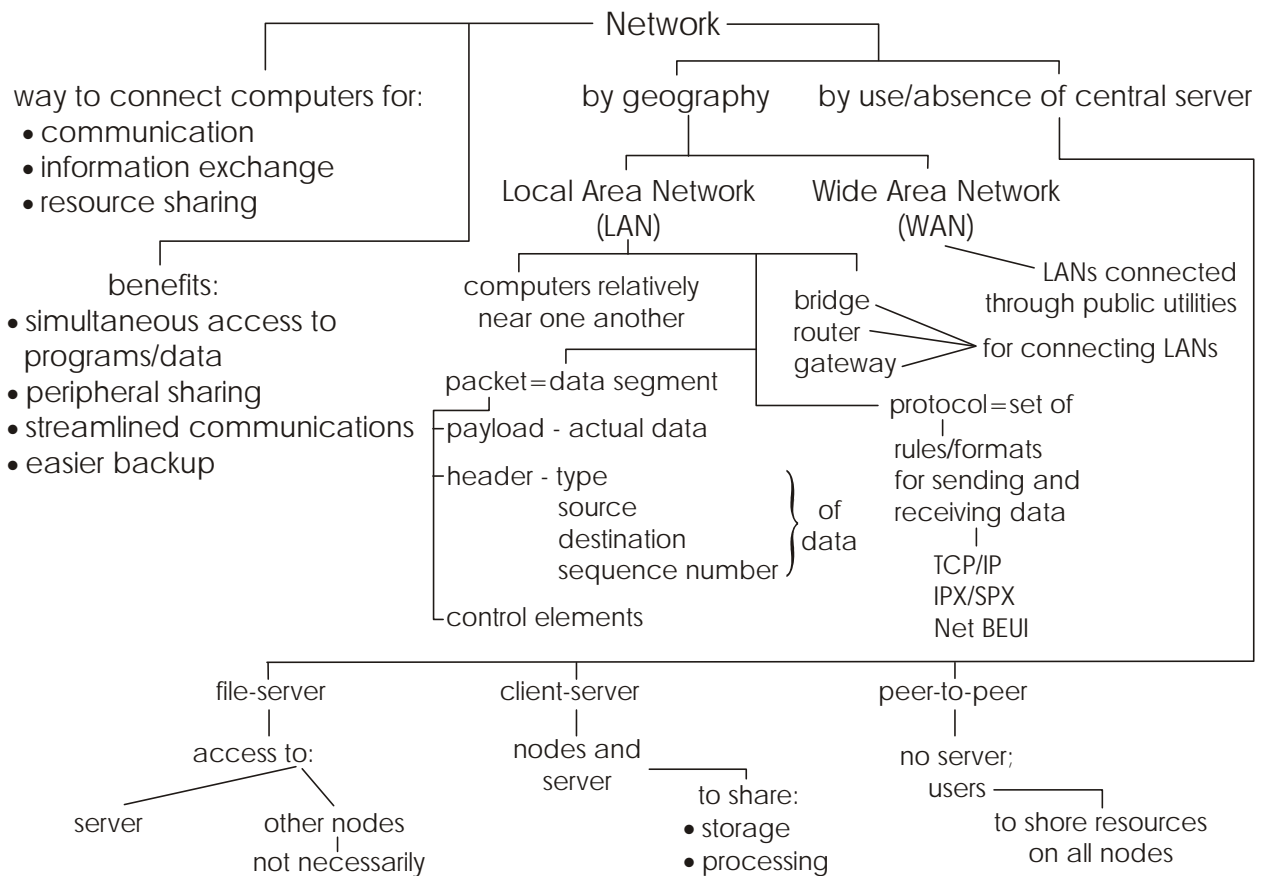 Network
way to connect computers for:
• communication
• information exchange
• resource sharing
benefits:
• simultaneous access to
programs/data
• peripheral sharing
• streamlined communications
• easier backup
by geography
by use/absence of central server
Local Area Network
(LAN)
Wide Area Network
(WAN)
LANs connected
through public utilities
computers relatively
near one another
bridge
router
gateway
for connecting LANs
packet=data segment
payload - actual data
header - type
source
destination
sequence number
of
data
control elements
protocol=set of
rules/formats
for sending and
receiving data
TCP/IP
IPX/SPX
Net BEUI
file-server
access to:
server
other nodes
not necessarily
client-server
nodes and
server
to share:
• storage
• processing
peer-to-peer
no server;
users
to shore resources
on all nodes